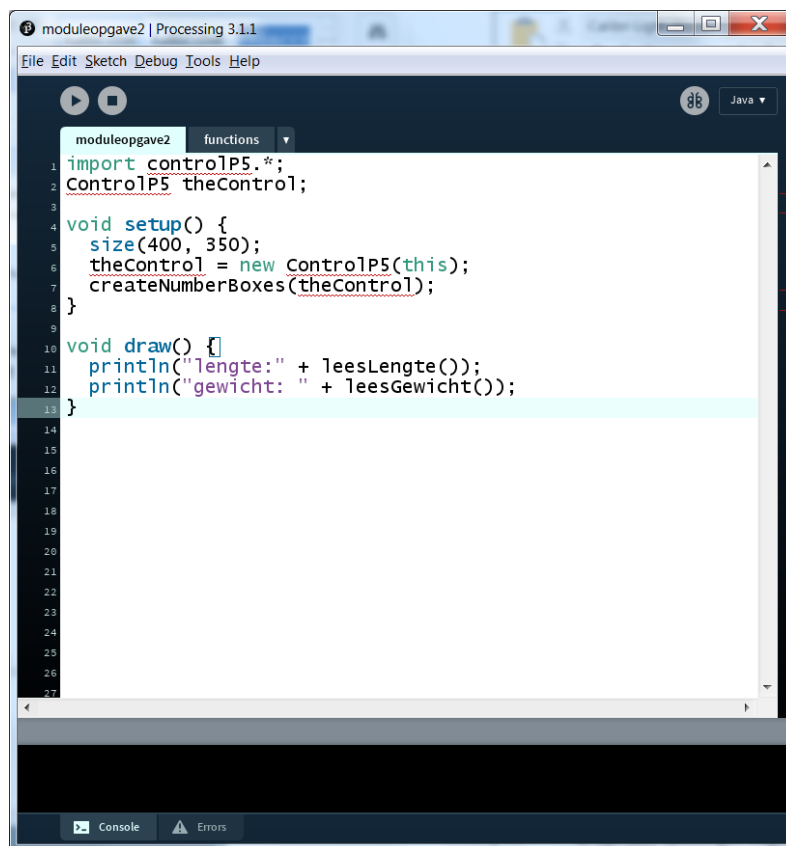 moduleopgave2 | Processing 3.1.1
File Edit Sketch Debug Tools Help
Java ▾
moduleopgave2 functions ▾
1 import controlP5.*;
2 ControlP5 theControl;
3
4 void setup() {
5 size(400, 350);
6 theControl = new ControlP5(this);
7 createNumberBoxes(theControl);
8 }
9
10 void draw() {
11 println("lengte:" + leesLengte());
12 println("gewicht: " + leesGewicht());
13 }
14
15
16
17
18
19
20
21
22
23
24
25
26
27
Console Errors